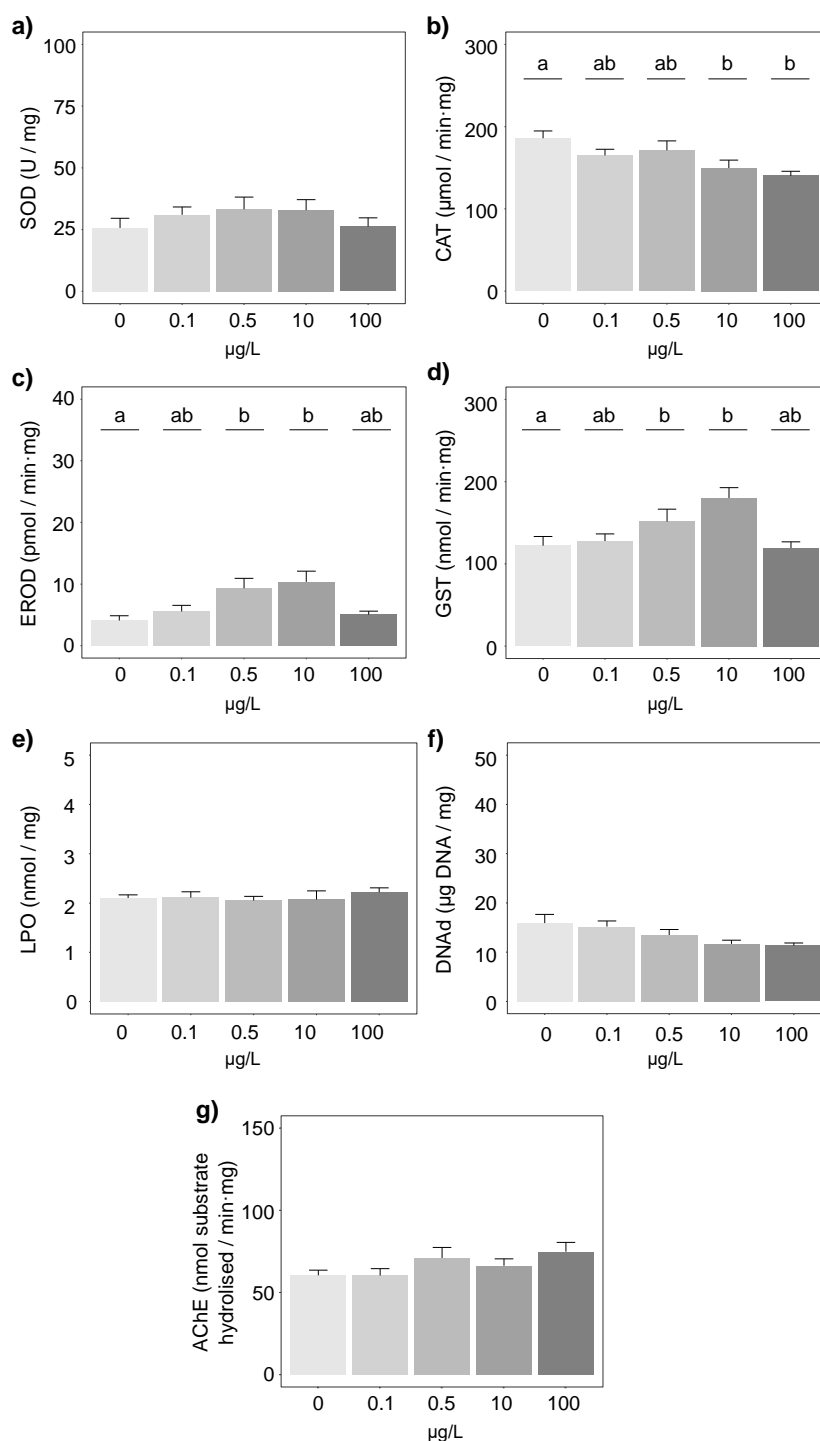 a)
100
75
50
25
0
SOD (U / mg)
0 0.1 0.5 10 100
µg/L
b)
300
200
100
0
CAT (µmol / min·mg)
a ab ab b b
0 0.1 0.5 10 100
µg/L
c)
40
30
20
10
0
EROD (pmol / min·mg)
a ab b b ab
0 0.1 0.5 10 100
µg/L
d)
300
200
100
0
GST (nmol / min·mg)
a ab b b ab
0 0.1 0.5 10 100
µg/L
e)
5
4
3
2
1
0
LPO (nmol / mg)
0 0.1 0.5 10 100
µg/L
f)
50
40
30
20
10
0
DNAd (µg DNA / mg)
0 0.1 0.5 10 100
µg/L
g)
150
100
50
0
AChE (nmol substrate
hydrolised / min·mg)
0 0.1 0.5 10 100
µg/L